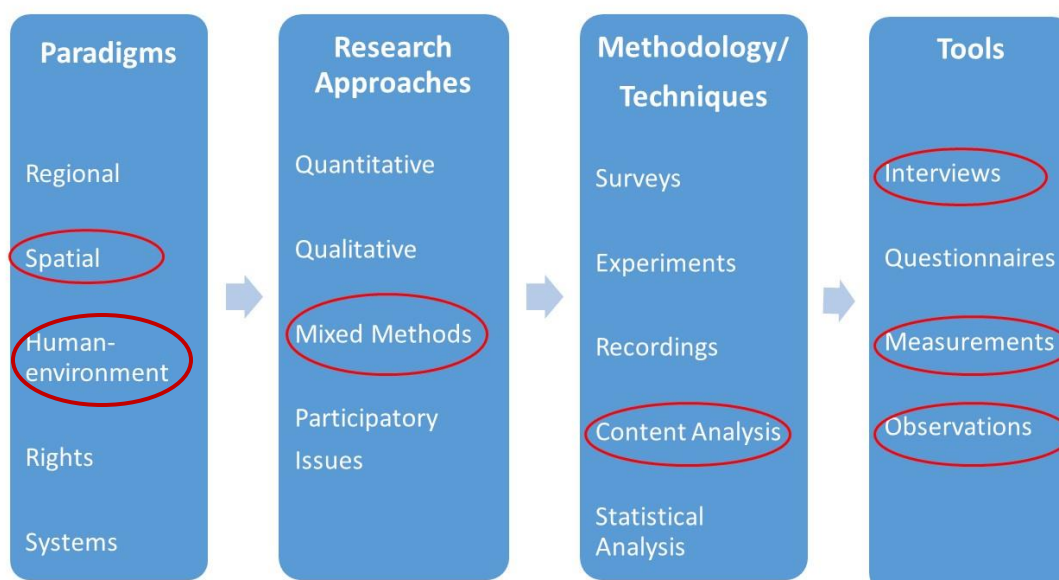 Paradigms
Regional
Spatial
Human-
environment
Rights
Systems
Research
Approaches
Quantitative
Qualitative
Mixed Methods
Participatory
Issues
Methodology/
Techniques
Surveys
Experiments
Recordings
Content Analysis
Statistical
Analysis
Tools
Interviews
Questionnaires
Measurements
Observations